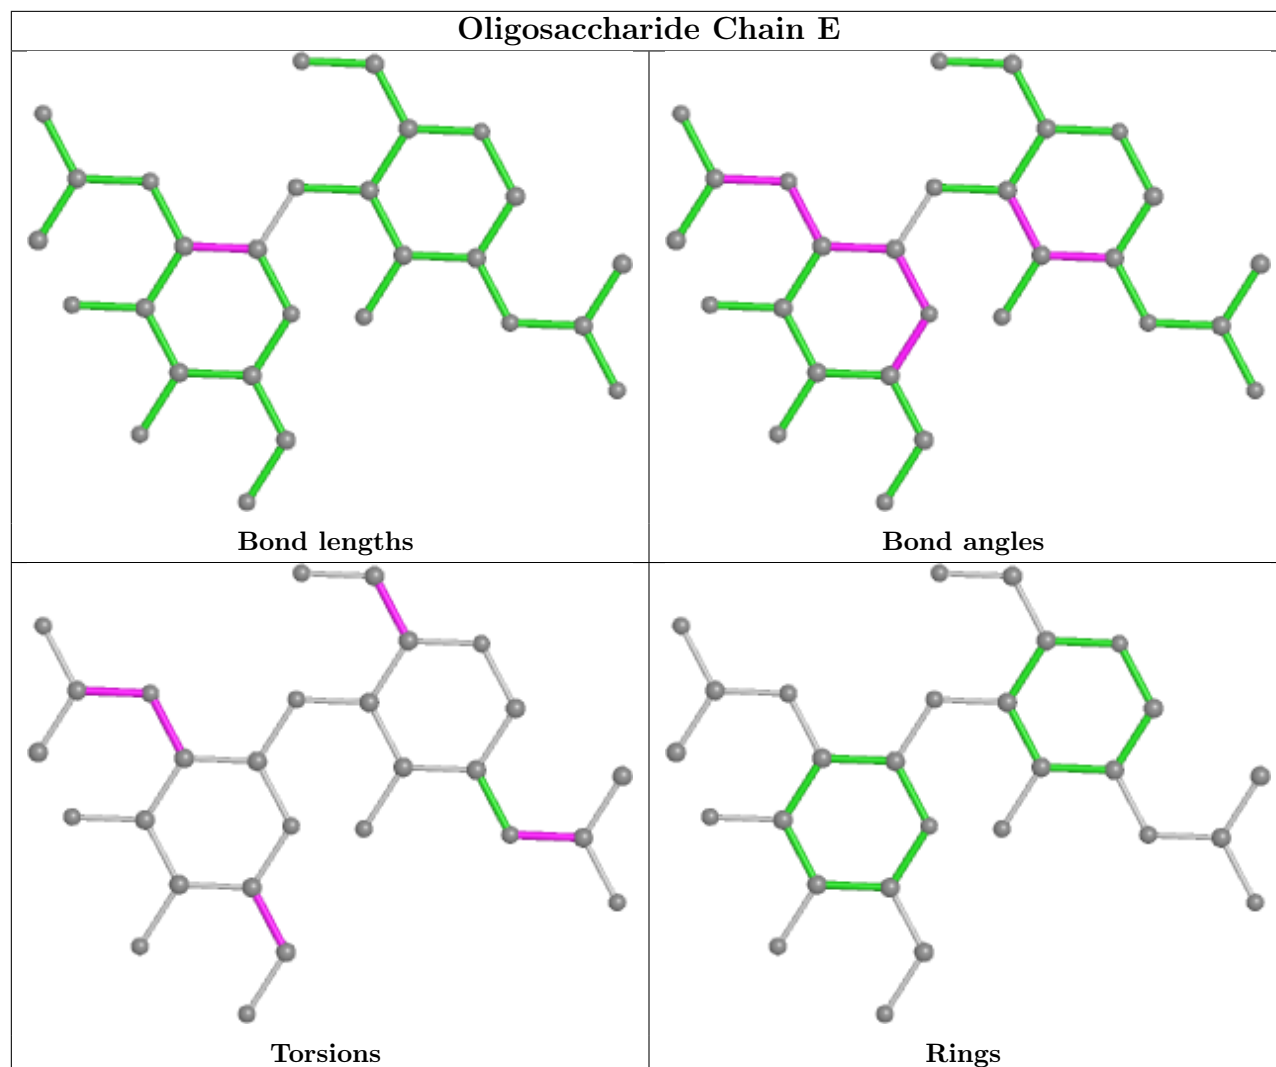 Oligosaccharide Chain E
Bond lengths
Bond angles
Torsions
Rings